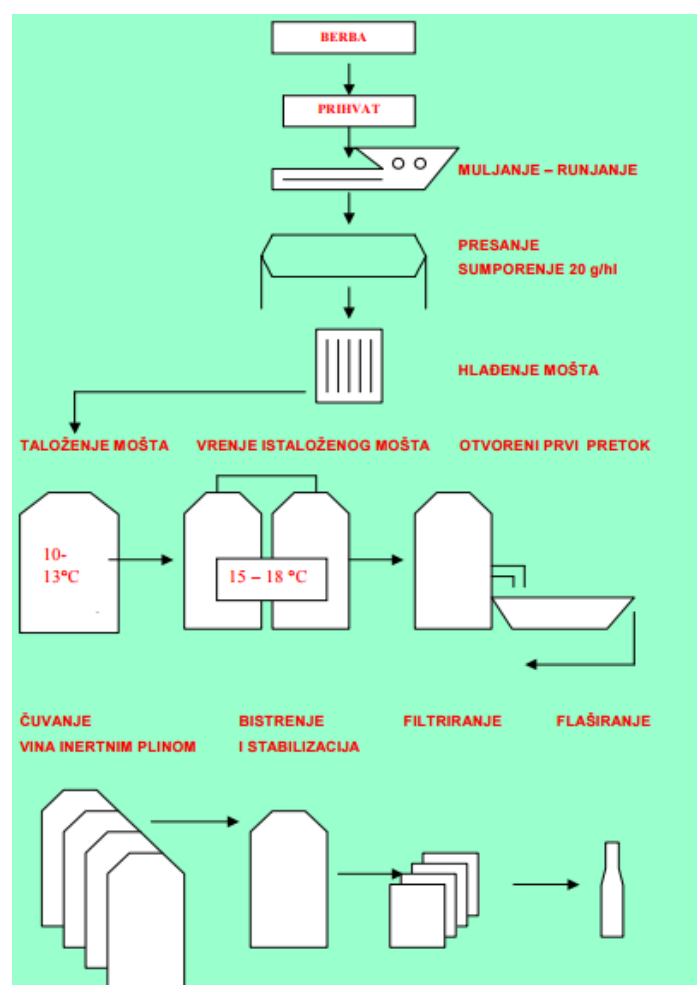 BERBA
PRIHVAT
MULJANJE – RUNJANJE
PRESANJE
SUMPORENJE 20 g/hl
HLAĐENJE MOŠTA
TALOŽENJE MOŠTA
VRENJE ISTALOŽENOG MOŠTA
OTVORENI PRVI PRETOK
10-
13°C
15 – 18 °C
ČUVANJE
VINA INERTNIM PLINOM
BISTRENJE
I STABILIZACIJA
FILTRIRANJE
FLAŠIRANJE